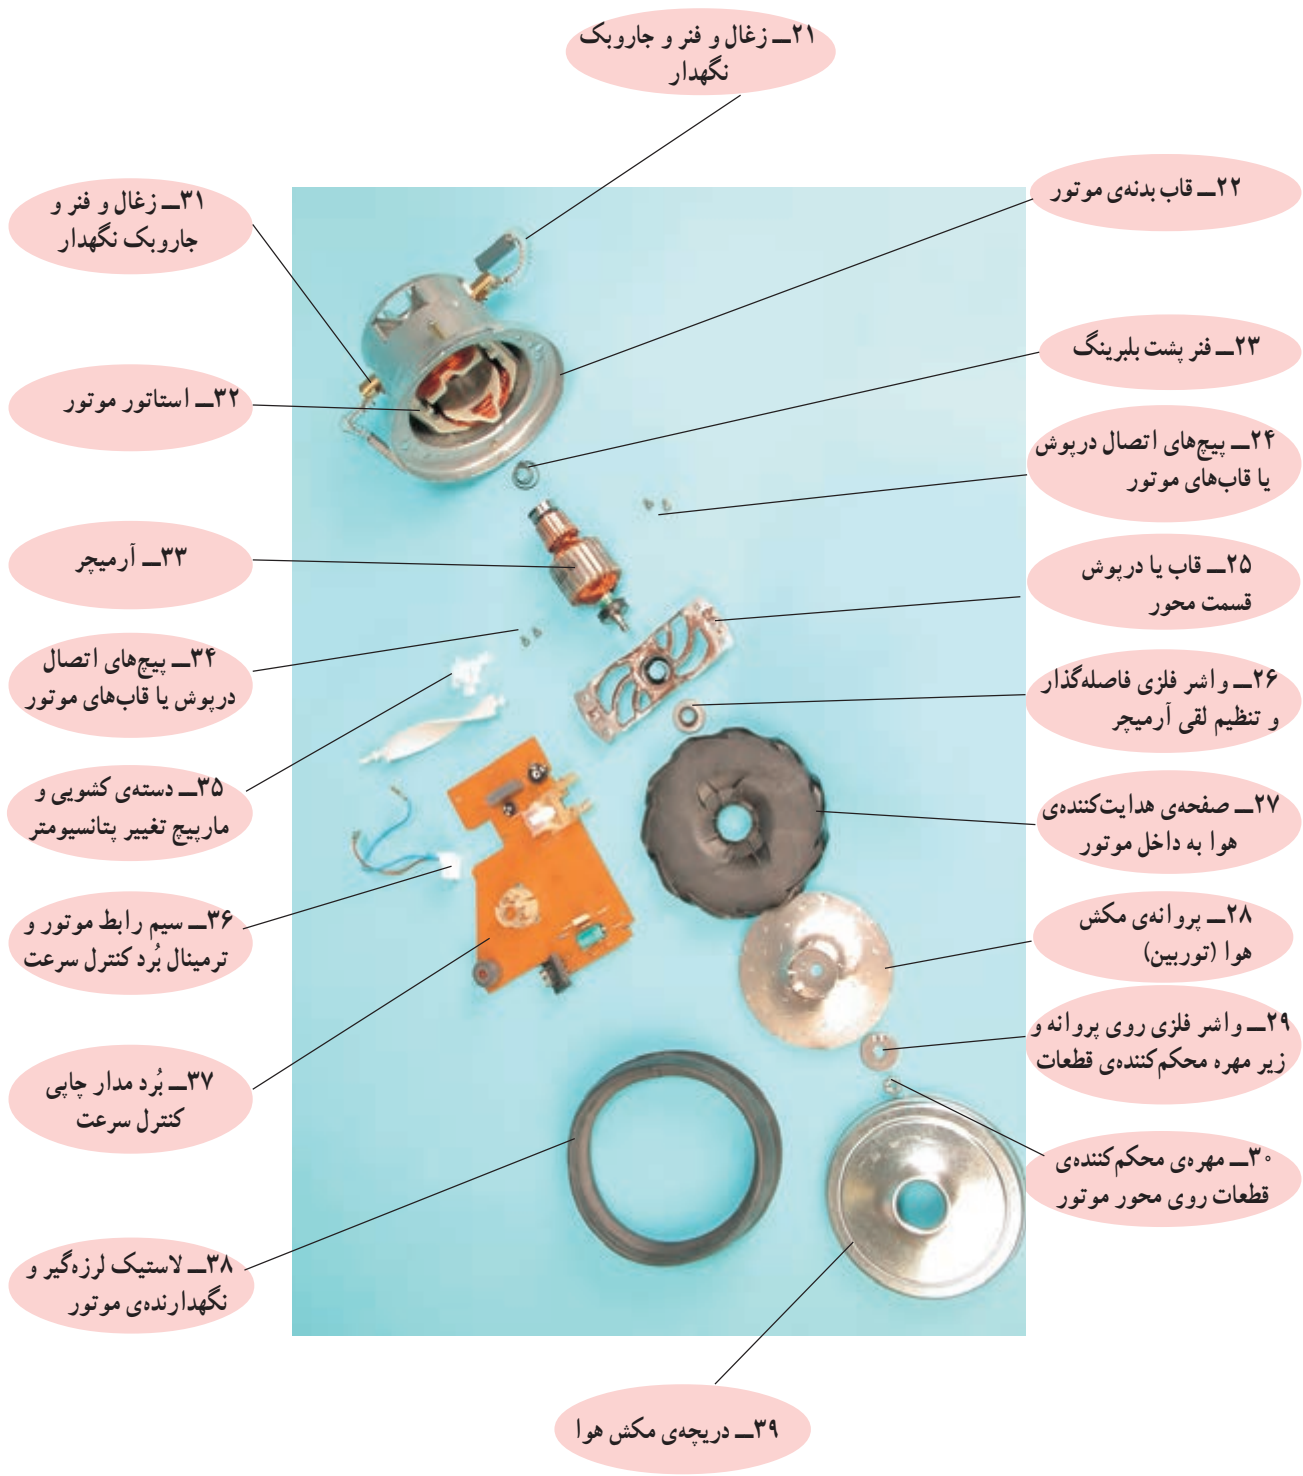 ۲۱ــ زغال و فنر و جاروبک
نگهدار
۲۲ــ قاب بدنه‌ی موتور
۲۳ــ فنر پشت بلبرینگ
۲۴ــ پیچ‌های اتصال درپوش
یا قاب‌های موتور
۲۵ــ قاب یا درپوش
قسمت محور
۲۶ــ واشر فلزی فاصله‌گذار
و تنظیم لقی آرمیچر
۲۷ــ صفحه‌ی هدایت‌کننده‌ی
هوا به داخل موتور
۲۸ــ پروانه‌ی مکش
هوا (توربین)
۲۹ــ واشر فلزی روی پروانه و
زیر مهره محکم‌کننده‌ی قطعات
۳۰ــ مهره‌ی محکم‌کننده‌ی
قطعات روی محور موتور
۳۱ــ زغال و فنر و
جاروبک نگهدار
۳۲ــ استاتور موتور
۳۳ــ آرمیچر
۳۴ــ پیچ‌های اتصال
درپوش یا قاب‌های موتور
۳۵ــ دسته‌ی کشویی و
مارپیچ تغییر پتانسیومتر
۳۶ــ سیم رابط موتور و
ترمینال بُرد کنترل سرعت
۳۷ــ بُرد مدار چاپی
کنترل سرعت
۳۸ــ لاستیک لرزه‌گیر و
نگهدارنده‌ی موتور
۳۹ــ دریچه‌ی مکش هوا